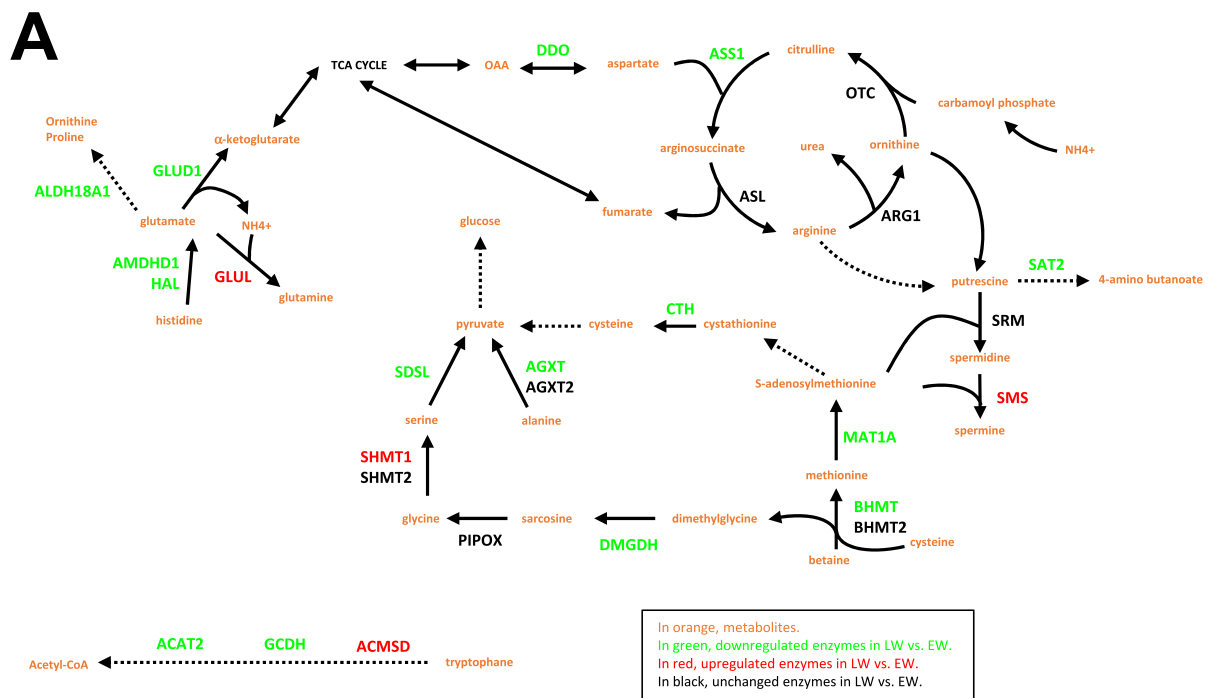 A
TCA CYCLE
OAA
DDO
aspartate
ASS1
citrulline
OTC
carbamoyl phosphate
NH4+
Ornithine
Proline
α-ketoglutarate
arginosuccinate
urea
ornithine
GLUD1
ALDH18A1
glutamate
NH4+
glucose
fumarate
ASL
ARG1
arginine
AMDHD1
HAL
GLUL
glutamine
histidine
putrescine
SAT2
4-amino butanoate
pyruvate
cysteine
CTH
cystathionine
SRM
spermidine
SDSL
AGXT
AGXT2
S-adenosylmethionine
SMS
spermine
serine
alanine
MAT1A
SHMT1
SHMT2
methionine
glycine
PIPOX
sarcosine
DMGDH
dimethylglycine
BHMT
BHMT2
cysteine
betaine
Acetyl-CoA
ACAT2
GCDH
ACMSD
tryptophane
In orange, metabolites.
In green, downregulated enzymes in LW vs. EW.
In red, upregulated enzymes in LW vs. EW.
In black, unchanged enzymes in LW vs. EW.